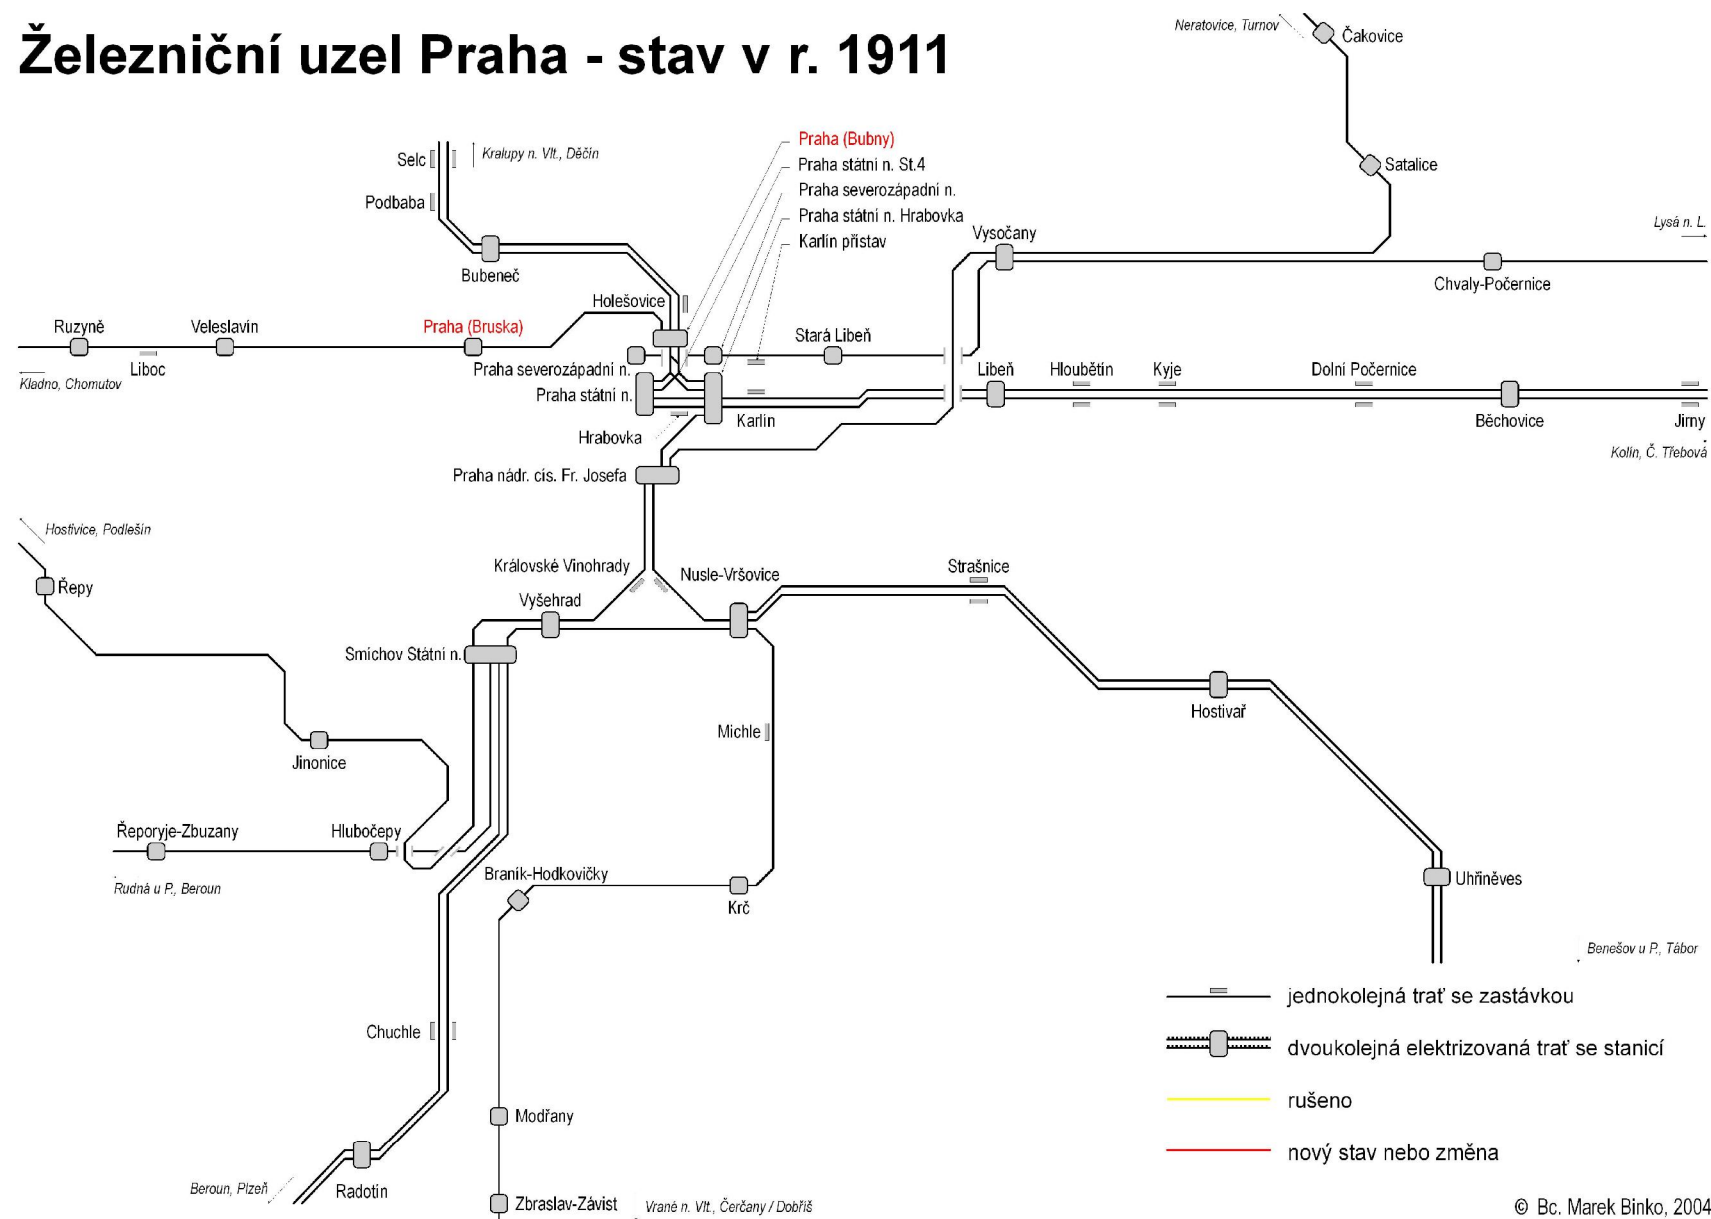 Železniční uzel Praha - stav v r. 1911
Neratovice, Turnov
Čakovice
Praha (Bubny)
Selc
Kralupy n. Vlt., Děčín
Praha státní n. St.4
Satalice
Praha severozápadní n.
Podbaba
Praha státní n. Hrabovka
Lysá n. L.
Karlín přístav
Vysočany
Bubeneč
Chvaly-Počernice
Holešovice
Ruzyně
Veleslavín
Praha (Bruska)
Stará Libeň
Liboc
Praha severozápadní n.
Libeň
Hloubětín
Kyje
Dolní Počernice
Kladno, Chomutov
Praha státní n.
Karlín
Běchovice
Jirny
Hrabovka
Kolín, Č. Třebová
Praha nádr. cís. Fr. Josefa
Hostivice, Podlešín
Královské Vinohrady
Nusle-Vršovice
Strašnice
Řepy
Vyšehrad
Smíchov Státní n.
Hostivař
Michle
Jinonice
Řeporyje-Zbuzany
Hlubočepy
Rudná u P., Beroun
Braník-Hodkovičky
Krč
Uhříněves
Benešov u P., Tábor
jednokolejná trať se zastávkou
Chuchle
dvoukolejná elektrizovaná trať se stanicí
rušeno
Modřany
nový stav nebo změna
Beroun, Plzeň
Radotín
Zbraslav-Závist
Vrané n. Vlt., Čerčany / Dobříš
© Bc. Marek Binko, 2004